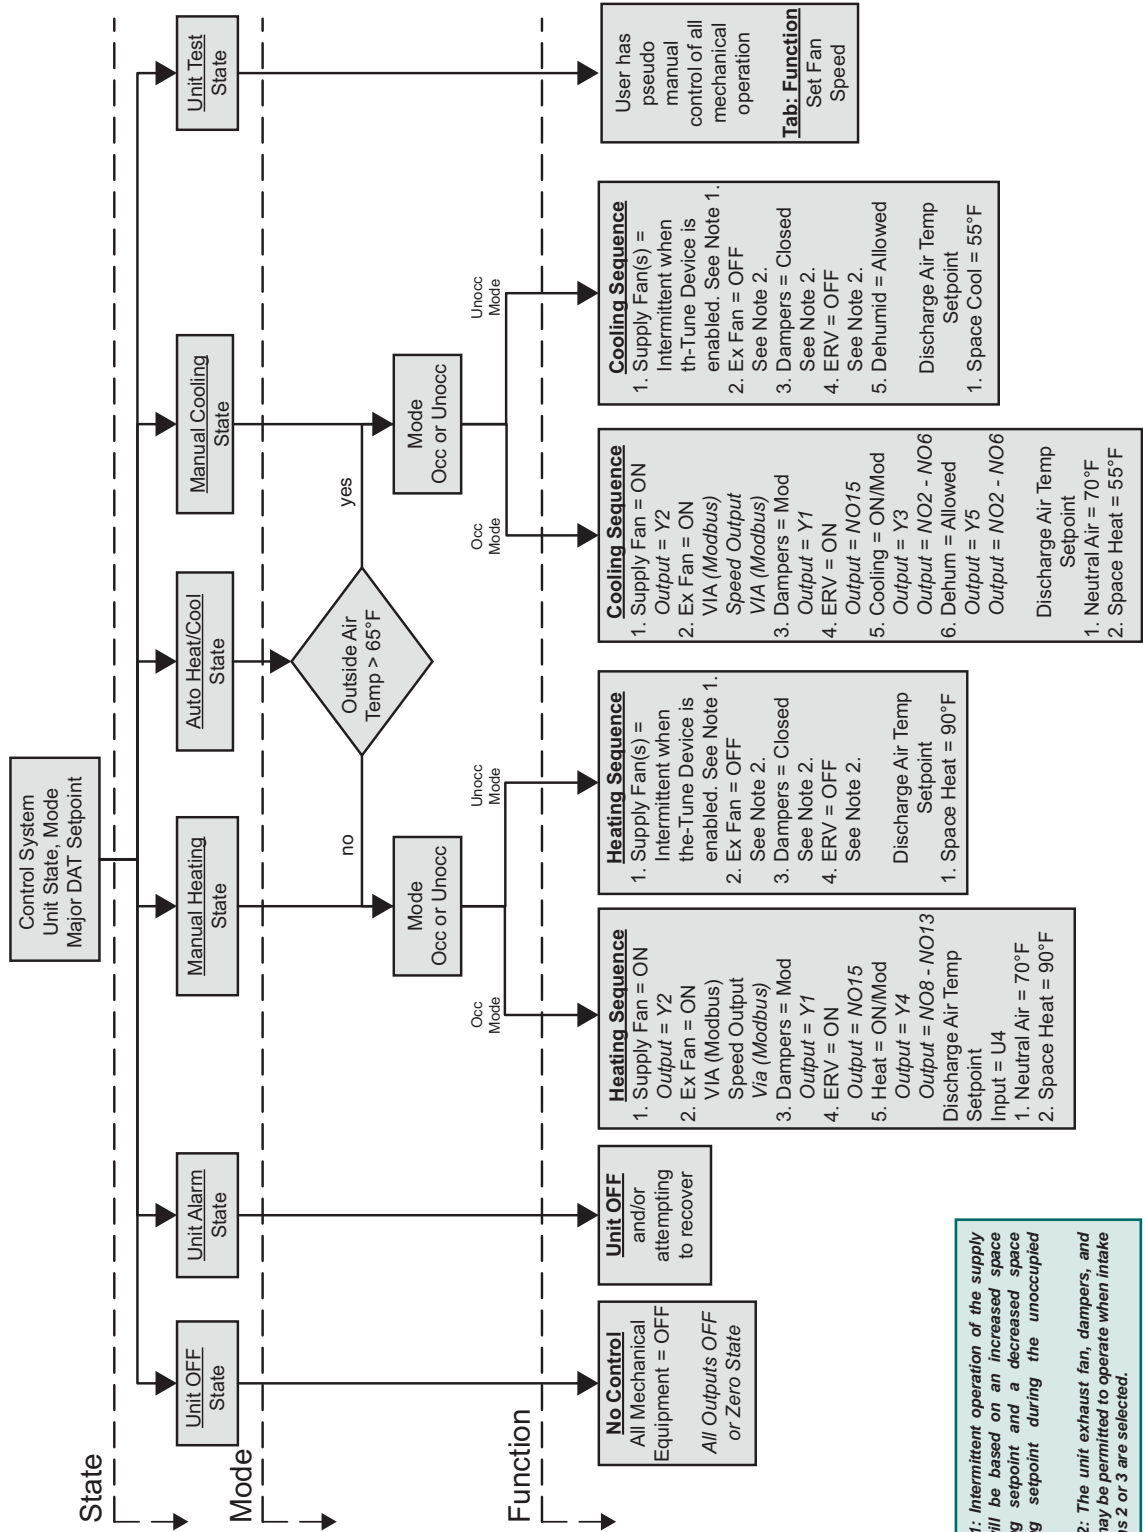 Control System
Unit State, Mode
Major DAT Setpoint
State
Unit OFF
State
Unit Alarm
State
Manual Heating
State
Auto Heat/Cool
State
Manual Cooling
State
Unit Test
State
Mode
Outside Air
Temp > 65°F
no
yes
Mode
Occ or Unocc
Mode
Occ or Unocc
Occ
Mode
Unocc
Mode
Occ
Mode
Unocc
Mode
Function
No Control
All Mechanical
Equipment = OFF
All Outputs OFF
or Zero State
Unit OFF
and/or
attempting
to recover
Heating Sequence
1. Supply Fan = ON
Output = Y2
2. Ex Fan = ON
VIA (Modbus)
Speed Output
Via (Modbus)
3. Dampers = Mod
Output = Y1
4. ERV = ON
Output = NO15
5. Heat = ON/Mod
Output = Y4
Output = NO8 - NO13
Discharge Air Temp
Setpoint
Input = U4
1. Neutral Air = 70°F
2. Space Heat = 90°F
Heating Sequence
1. Supply Fan(s) =
Intermittent when
the-Tune Device is
enabled. See Note 1.
2. Ex Fan = OFF
See Note 2.
3. Dampers = Closed
See Note 2.
4. ERV = OFF
See Note 2.
Discharge Air Temp
Setpoint
1. Space Heat = 90°F
Cooling Sequence
1. Supply Fan = ON
Output = Y2
2. Ex Fan = ON
VIA (Modbus)
Speed Output
VIA (Modbus)
3. Dampers = Mod
Output = Y1
4. ERV = ON
Output = NO15
5. Cooling = ON/Mod
Output = Y3
Output = NO2 - NO6
6. Dehum = Allowed
Output = Y5
Output = NO2 - NO6
Discharge Air Temp
Setpoint
1. Neutral Air = 70°F
2. Space Heat = 55°F
Cooling Sequence
1. Supply Fan(s) =
Intermittent when
th-Tune Device is
enabled. See Note 1.
2. Ex Fan = OFF
See Note 2.
3. Dampers = Closed
See Note 2.
4. ERV = OFF
See Note 2.
5. Dehumid = Allowed
Discharge Air Temp
Setpoint
1. Space Cool = 55°F
User has
pseudo
manual
control of all
mechanical
operation
Tab: Function
Set Fan
Speed
1: Intermittent operation of the supply
be based on an increased space
setpoint and a decreased space
setpoint during the unoccupied
2: The unit exhaust fan, dampers, and
may be permitted to operate when intake
2 or 3 are selected.